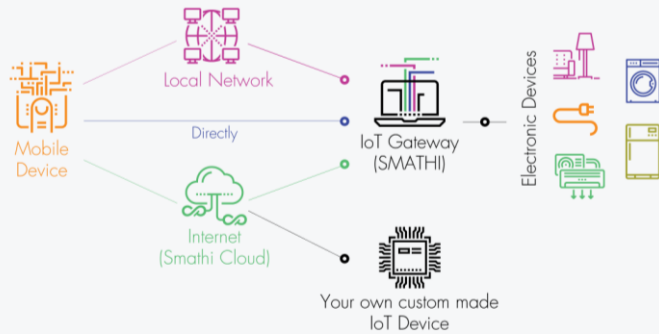 Local Network
Mobile
Device
Directly
IoT Gateway
(SMATHI)
Electronic Devices
Internet
(Smathi Cloud)
Your own custom made
IoT Device